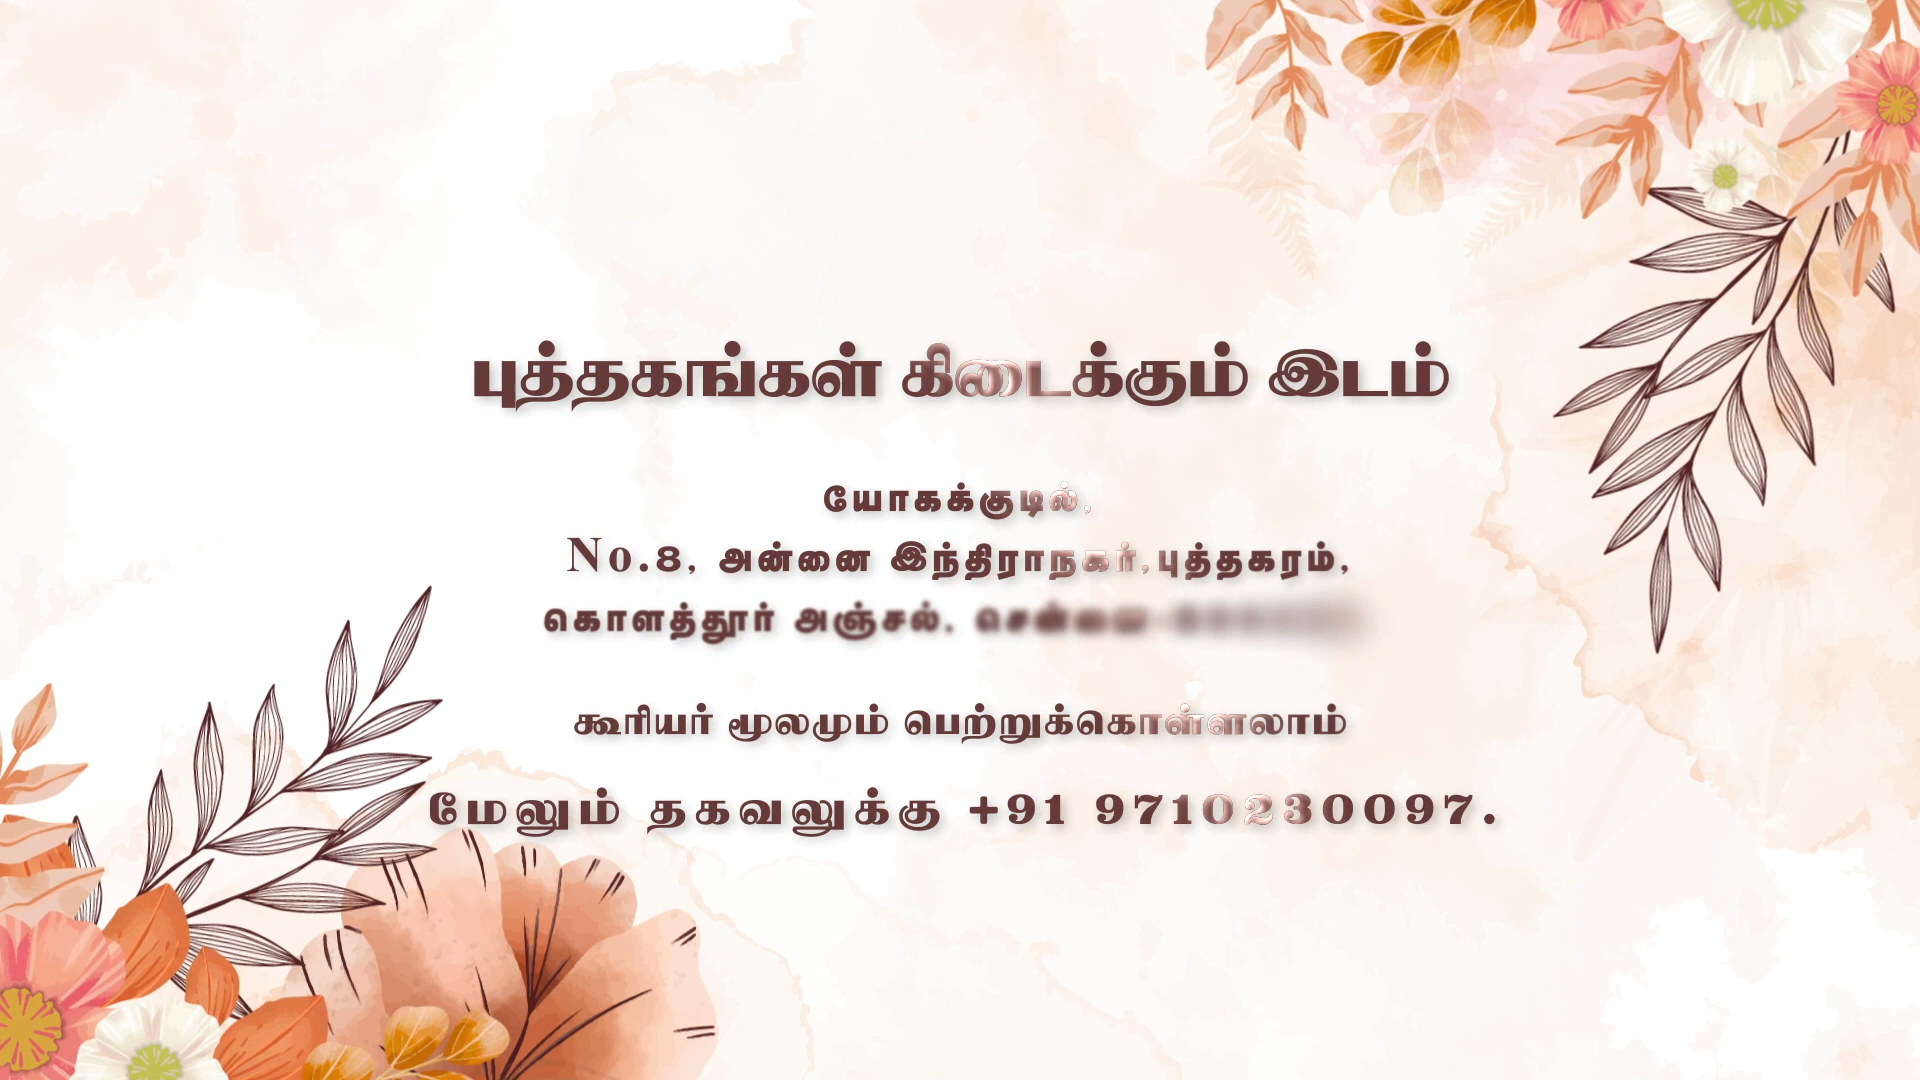 புத்தகங்கள் கிடைக்கும் இடம்
யோகக்குடில்,
No.8, அன்னை இந்திராநகர்,புத்தகரம்,
கொளத்தூர் அஞ்சல், சென்னை
கூரியர் மூலமும் பெற்றுக்கொள்ளலாம்
மேலும் தகவலுக்கு +91 9710230097.